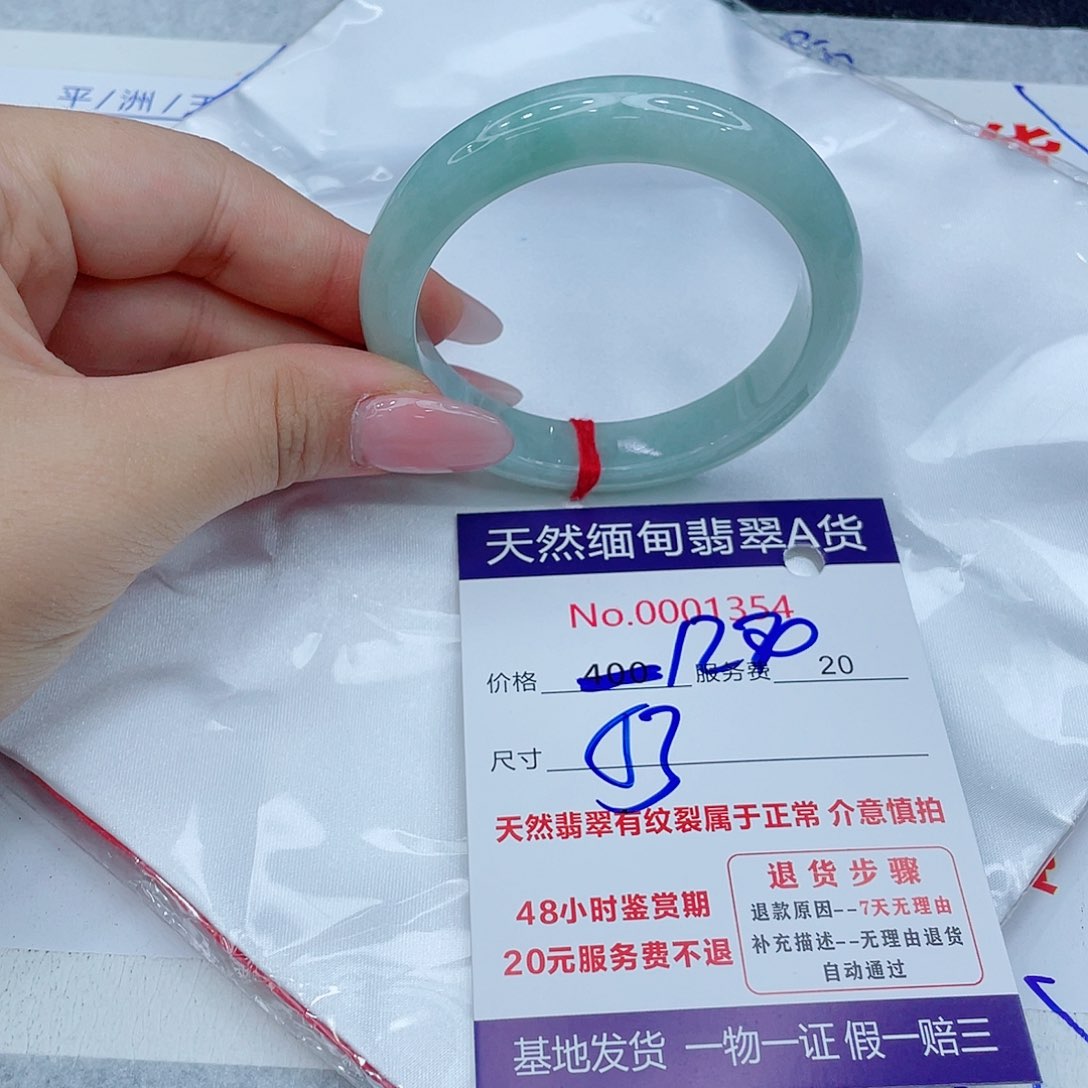 平/洲/玉
天然缅甸翡翠A货
No.0001354
价格 400 1280 服务费 20
尺寸 53
天然翡翠有纹裂属于正常 介意慎拍
48小时鉴赏期
20元服务费不退
退货步骤
退款原因--7天无理由
补充描述--无理由退货
自动通过
基地发货 一物一证 假一赔三